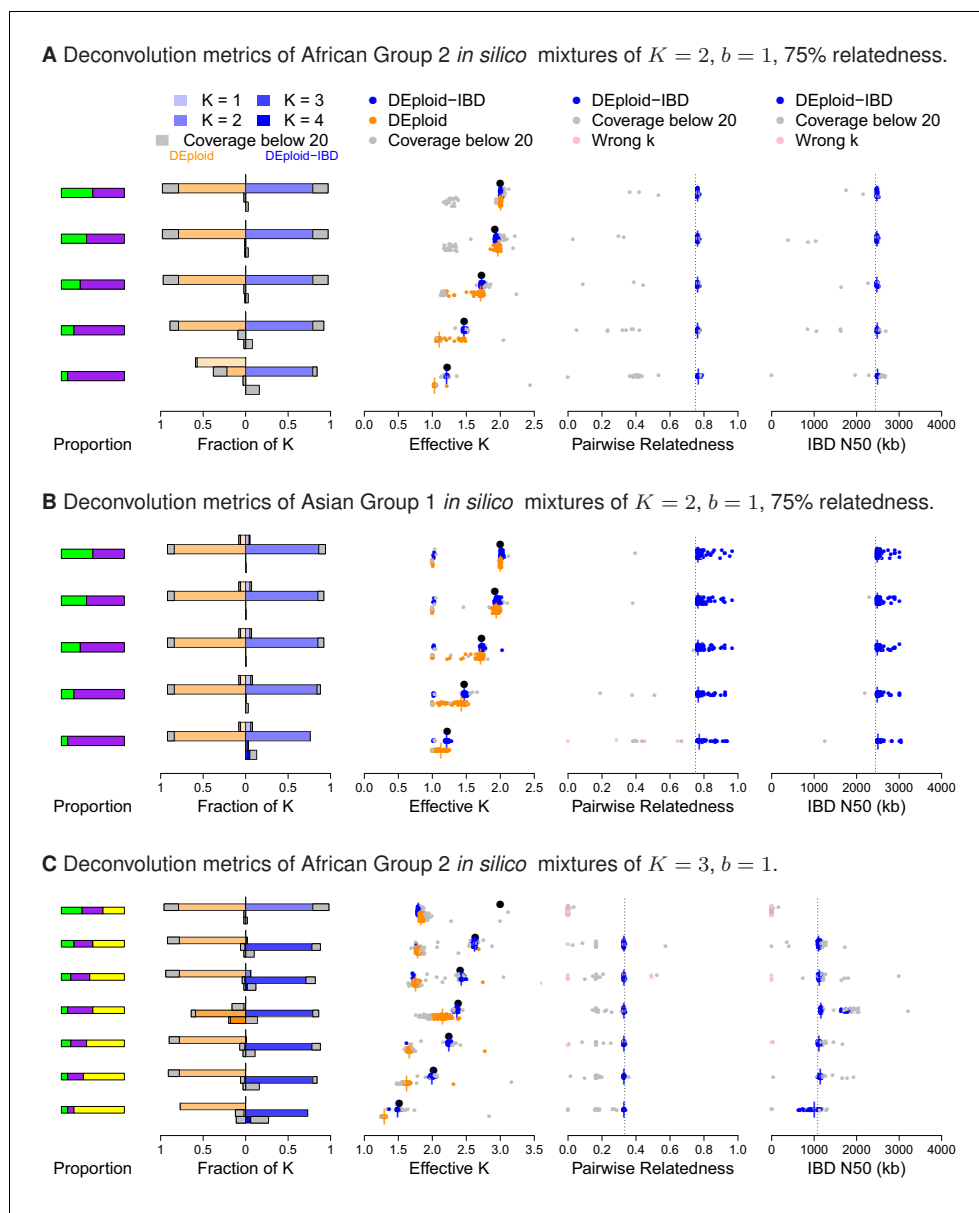 A Deconvolution metrics of African Group 2 in silico mixtures of K = 2, b = 1, 75% relatedness.
K = 1 K = 3
K = 2 K = 4
Coverage below 20
DEploid DEploid−IBD
DEploid−IBD
DEploid
Coverage below 20
DEploid−IBD
Coverage below 20
Wrong k
DEploid−IBD
Coverage below 20
Wrong k
1 0.5 0 0.5 1
0.0 0.5 1.0 1.5 2.0 2.5
0.0 0.2 0.4 0.6 0.8 1.0
0 1000 2000 3000 4000
Proportion Fraction of K Effective K Pairwise Relatedness IBD N50 (kb)
B Deconvolution metrics of Asian Group 1 in silico mixtures of K = 2, b = 1, 75% relatedness.
1 0.5 0 0.5 1
0.0 0.5 1.0 1.5 2.0 2.5
0.0 0.2 0.4 0.6 0.8 1.0
0 1000 2000 3000 4000
Proportion Fraction of K Effective K Pairwise Relatedness IBD N50 (kb)
C Deconvolution metrics of African Group 2 in silico mixtures of K = 3, b = 1.
1 0.5 0 0.5 1
1.0 1.5 2.0 2.5 3.0 3.5
0.0 0.2 0.4 0.6 0.8 1.0
0 1000 2000 3000 4000
Proportion Fraction of K Effective K Pairwise Relatedness IBD N50 (kb)